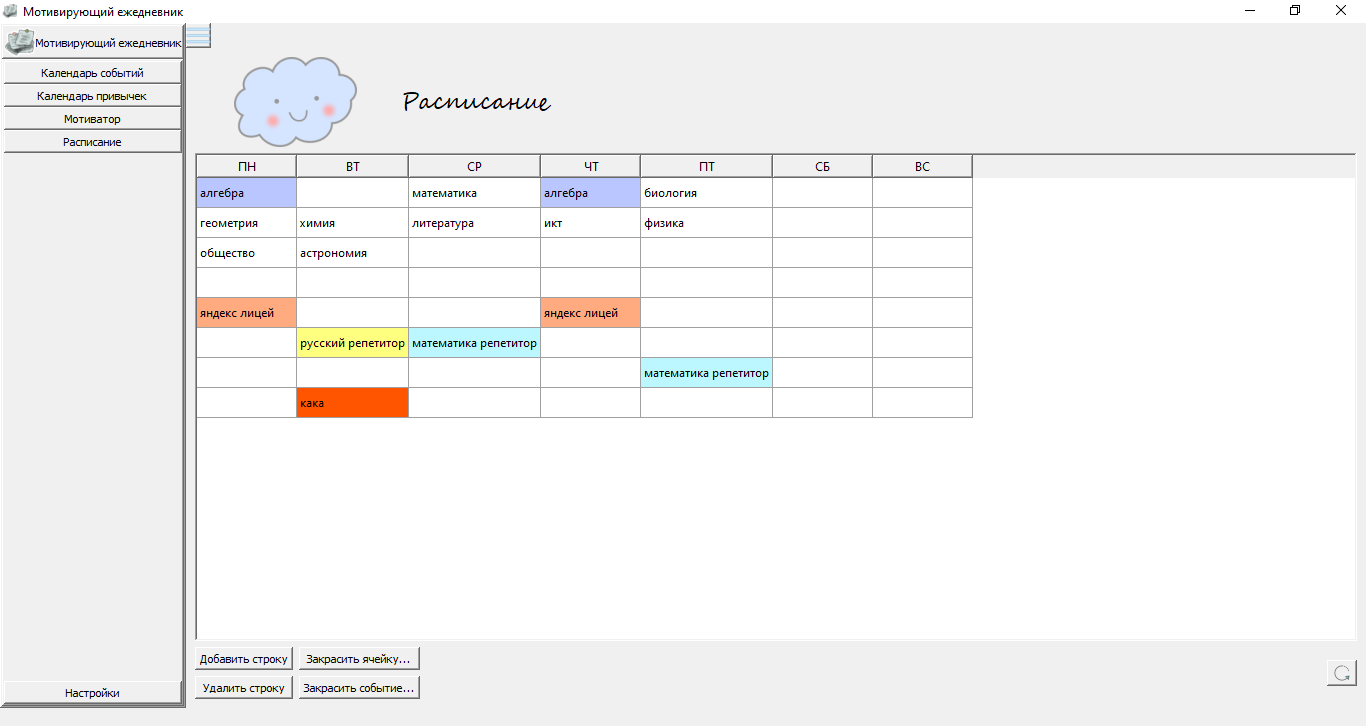 Мотивирующий ежедневник
Мотивирующий ежедневник
Календарь событий
Календарь привычек
Мотиватор
Расписание
Расписание
ПН ВТ СР ЧТ ПТ СБ ВС
алгебра математика алгебра биология
геометрия химия литература икт физика
общество астрономия
яндекс лицей яндекс лицей
русский репетитор математика репетитор
математика репетитор
кака
Добавить строку Закрасить ячейку...
Удалить строку Закрасить событие...
Настройки